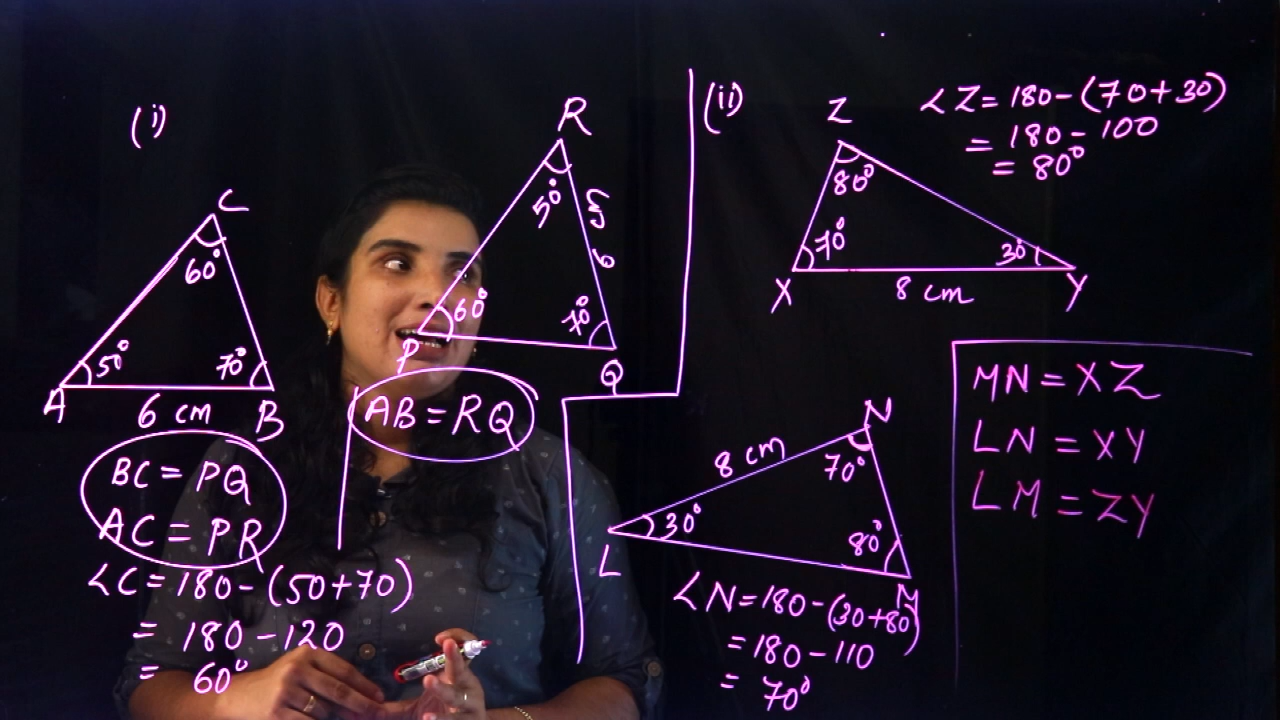 (i)
C
60°
50°
70°
A
6 cm
B
R
50°
6 cm
60°
70°
P
Q
BC = PQ
AC = PR
AB = RQ
∠C = 180 - (50+70)
= 180 - 120
= 60°
(ii)
Z
80°
70°
30°
X
8 cm
Y
∠Z = 180 - (70+30)
= 180 - 100
= 80°
N
8 cm
70°
30°
80°
L
M
∠N = 180 - (30+80)
= 180 - 110
= 70°
MN = XZ
LN = XY
LM = ZY